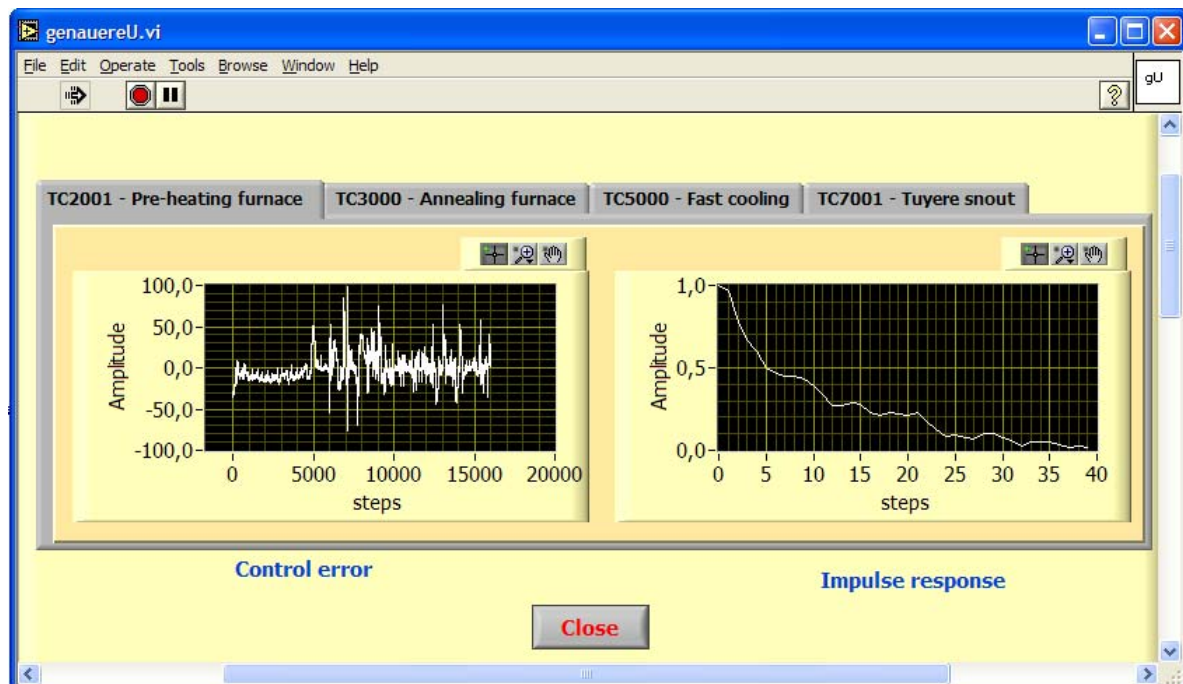 genauereU.vi
File Edit Operate Tools Browse Window Help
gU
TC2001 - Pre-heating furnace TC3000 - Annealing furnace TC5000 - Fast cooling TC7001 - Tuyere snout
100,0
50,0
0,0
-50,0
-100,0
Amplitude
0 5000 10000 15000 20000
steps
1,0
0,5
0,0
Amplitude
0 5 10 15 20 25 30 35 40
steps
Control error
Impulse response
Close